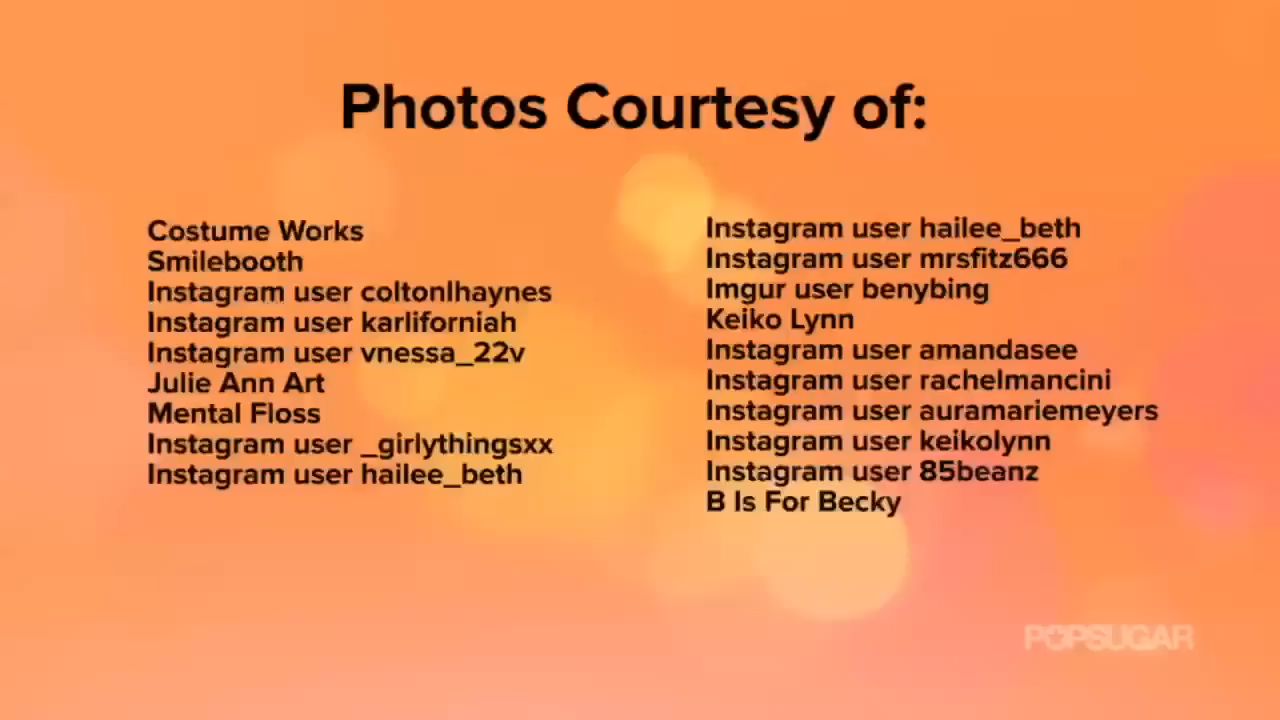 Photos Courtesy of:
Costume Works
Smilebooth
Instagram user coltonlhaynes
Instagram user karliforniah
Instagram user vnessa_22v
Julie Ann Art
Mental Floss
Instagram user _girlythingsxx
Instagram user hailee_beth
Instagram user hailee_beth
Instagram user mrsfitz666
Imgur user benybing
Keiko Lynn
Instagram user amandasee
Instagram user rachelmancini
Instagram user auramariemeyers
Instagram user keikolynn
Instagram user 85beanz
B Is For Becky
POPSUGAR